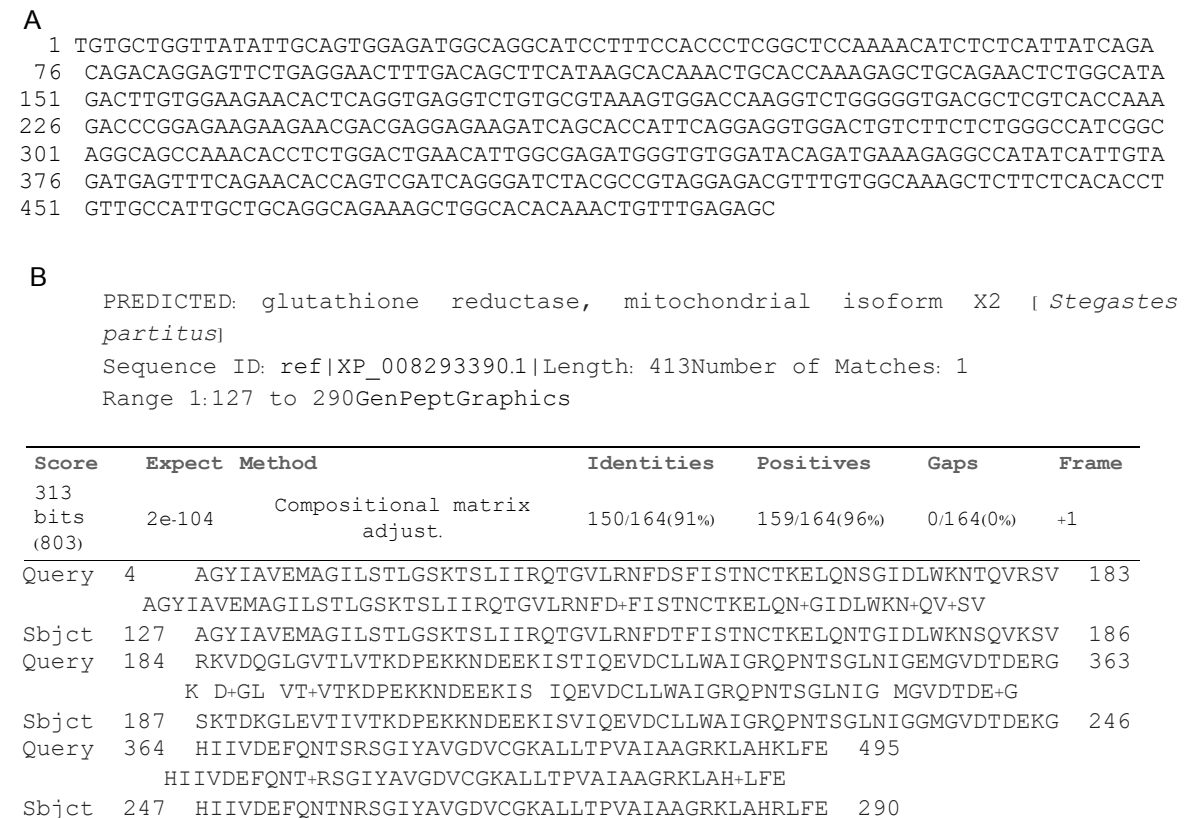 A
1 TGTGCTGGTTATATTGCAGTGGAGATGGCAGGCATCCTTTCCACCCTCGGCTCCAAAACATCTCTCATTATCAGA
76 CAGACAGGAGTTCTGAGGAACTTTGACAGCTTCATAAGCACAAACTGCACCAAAGAGCTGCAGAACTCTGGCATA
151 GACTTGTGGAAGAACACTCAGGTGAGGTCTGTGCGTAAAGTGGACCAAGGTCTGGGGGTGACGCTCGTCACCAAA
226 GACCCGGAGAAGAAGAACGACGAGGAGAAGATCAGCACCATTCAGGAGGTGGACTGTCTTCTCTGGGCCATCGGC
301 AGGCAGCCAAACACCTCTGGACTGAACATTGGCGAGATGGGTGTGGATACAGATGAAAGAGGCCATATCATTGTA
376 GATGAGTTTCAGAACACCAGTCGATCAGGGATCTACGCCGTAGGAGACGTTTGTGGCAAAGCTCTTCTCACACCT
451 GTTGCCATTGCTGCAGGCAGAAAGCTGGCACACAAACTGTTTGAGAGC
B
PREDICTED: glutathione reductase, mitochondrial isoform X2 [ Stegastes
partitus]
Sequence ID: ref|XP_008293390.1|Length: 413Number of Matches: 1
Range 1:127 to 290GenPeptGraphics
Score Expect Method Identities Positives Gaps Frame
313 bits (803) 2e-104 Compositional matrix adjust. 150/164(91%) 159/164(96%) 0/164(0%) +1
Query 4 AGYIAVEMAGILSTLGSKTSLIIRQTGVLRNFDSFISTNCTKELQNSGIDLWKNTQVRSV 183
AGYIAVEMAGILSTLGSKTSLIIRQTGVLRNFD+FISTNCTKELQN+GIDLWKN+QV+SV
Sbjct 127 AGYIAVEMAGILSTLGSKTSLIIRQTGVLRNFDTFISTNCTKELQNTGIDLWKNSQVKSV 186
Query 184 RKVDQGLGVTLVTKDPEKKNDEEKISTIQEVDCLLWAIGRQPNTSGLNIGEMGVDTDERG 363
K D+GL VT+VTKDPEKKNDEEKIS IQEVDCLLWAIGRQPNTSGLNIG MGVDTDE+G
Sbjct 187 SKTDKGLEVTIVTKDPEKKNDEEKISVIQEVDCLLWAIGRQPNTSGLNIGGMGVDTDEKG 246
Query 364 HIIVDEFQNTSRSGIYAVGDVCGKALLTPVAIAAGRKLAHKLFE 495
HIIVDEFQNT+RSGIYAVGDVCGKALLTPVAIAAGRKLAH+LFE
Sbjct 247 HIIVDEFQNTNRSGIYAVGDVCGKALLTPVAIAAGRKLAHRLFE 290